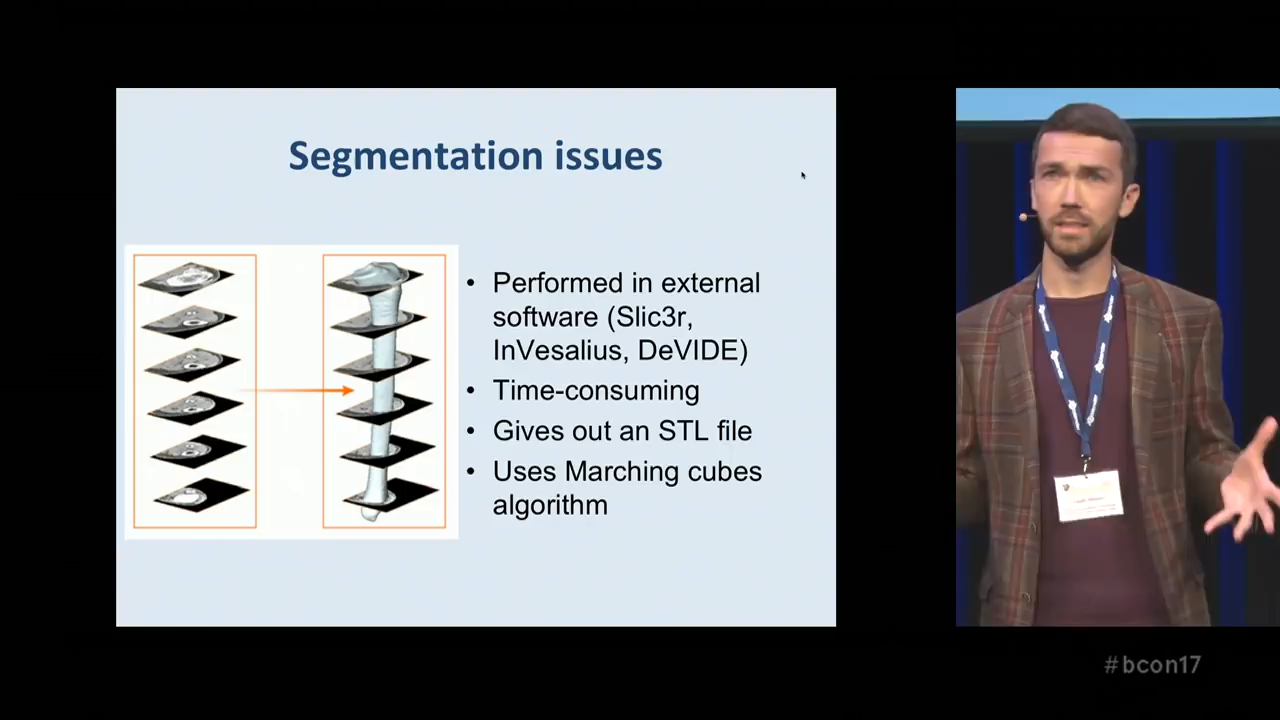 Segmentation issues
• Performed in external
software (Slic3r,
InVesalius, DeVIDE)
• Time-consuming
• Gives out an STL file
• Uses Marching cubes
algorithm
#bcon17